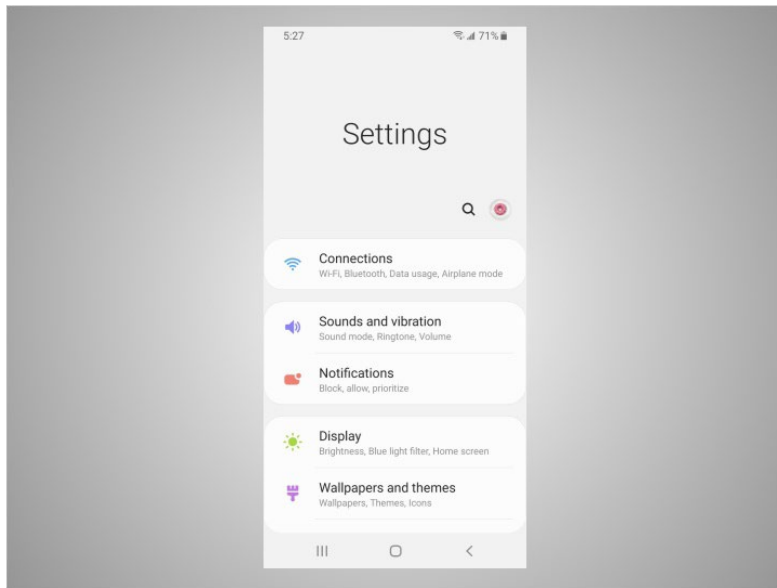 5:27 71%
Settings
Connections
Wi-Fi, Bluetooth, Data usage, Airplane mode
Sounds and vibration
Sound mode, Ringtone, Volume
Notifications
Block, allow, prioritize
Display
Brightness, Blue light filter, Home screen
Wallpapers and themes
Wallpapers, Themes, Icons